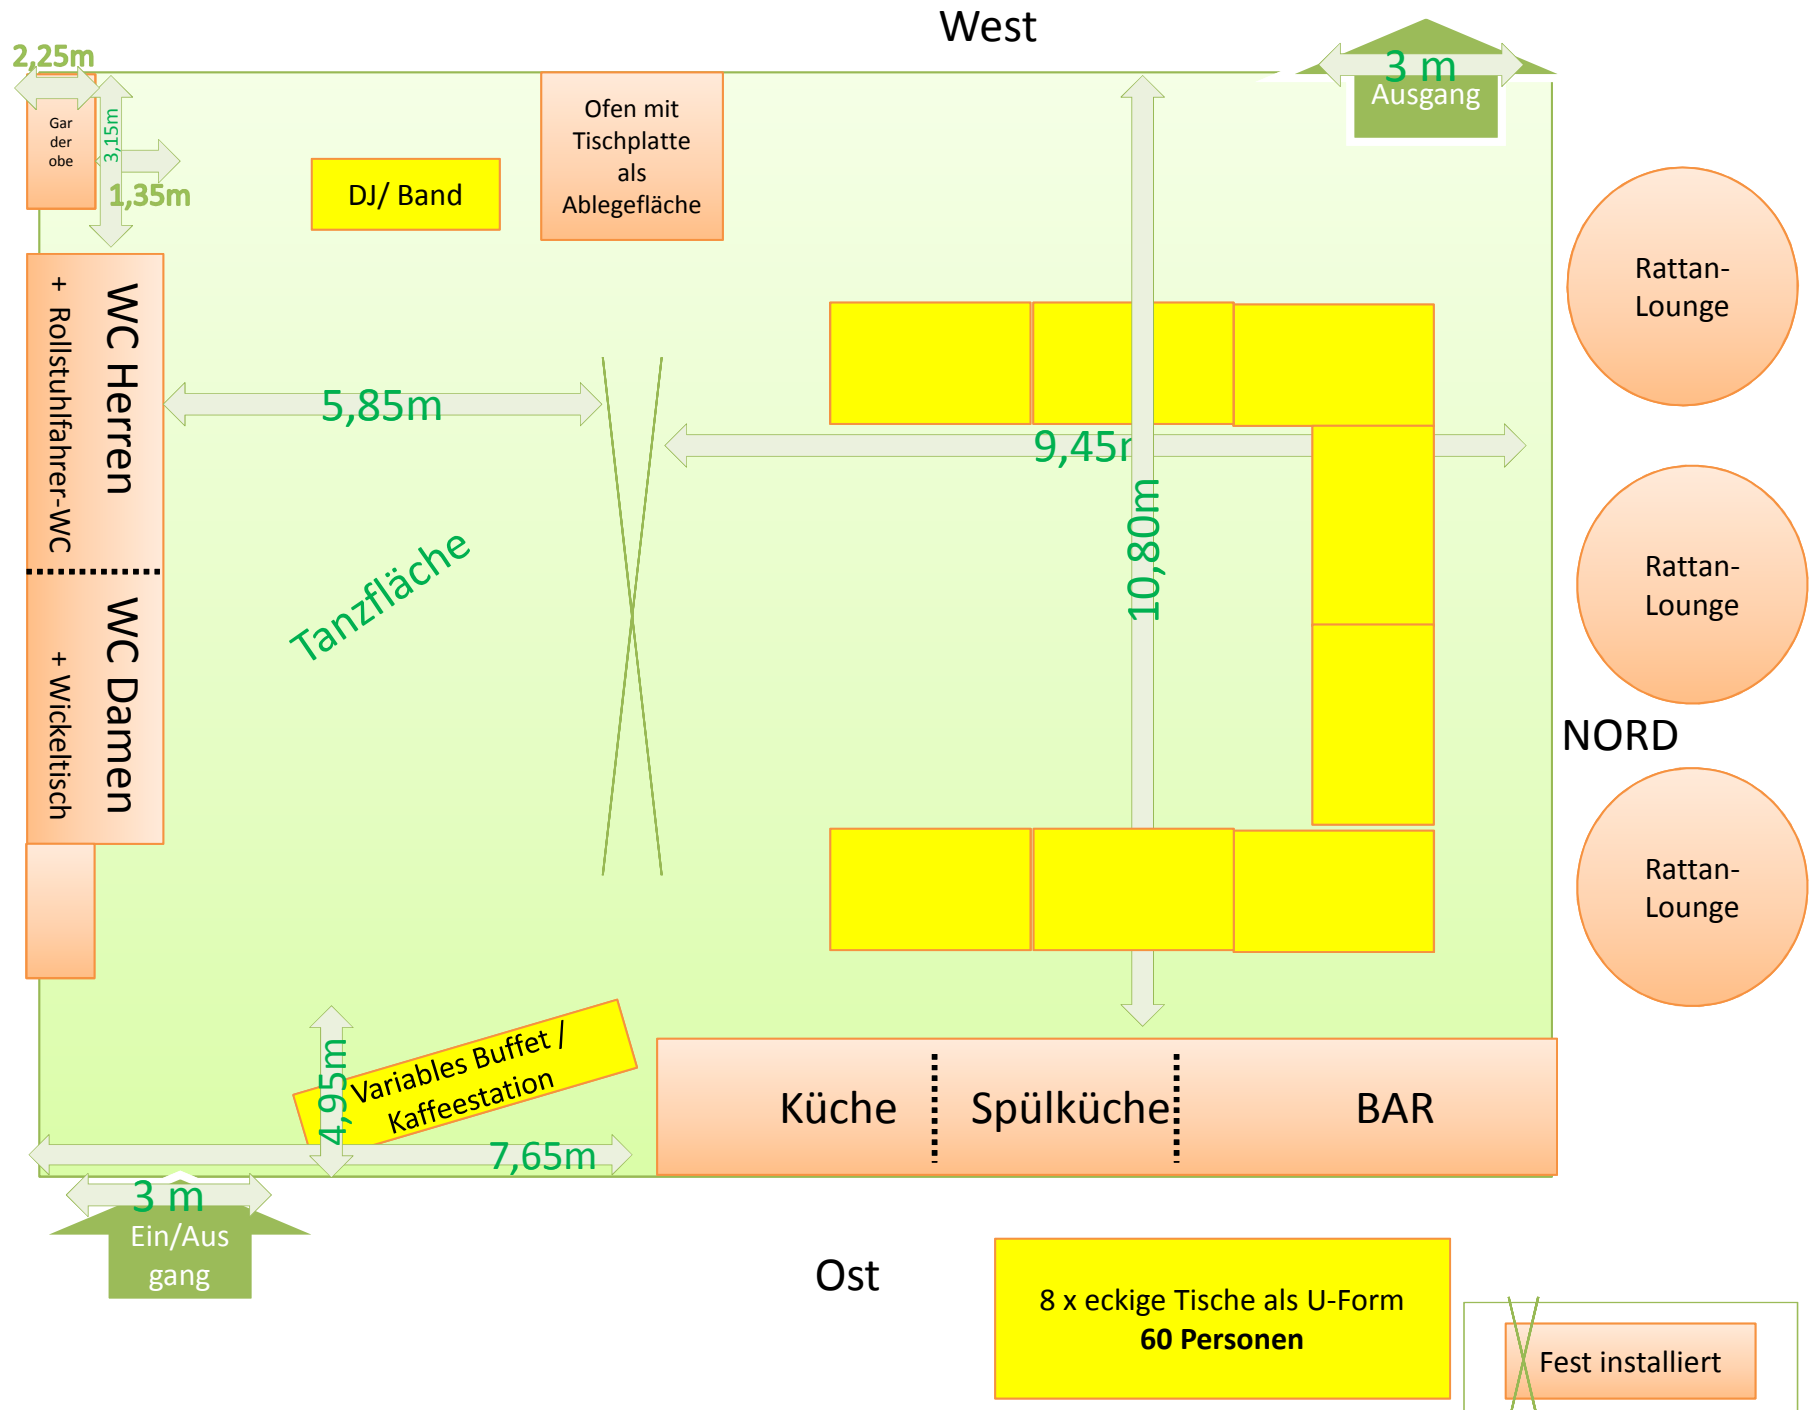 West
2,25m
3 m
Ausgang
Gar
der
obe
3,15m
1,35m
DJ/ Band
Ofen mit
Tischplatte
als
Ablegefläche
Rattan-
Lounge
WC Herren
+ Rollstuhlfahrer-WC
5,85m
9,45m
10,80m
Tanzfläche
Rattan-
Lounge
WC Damen
+ Wickeltisch
NORD
Rattan-
Lounge
Variables Buffet /
Kaffeestation
4,95m
7,65m
Küche
Spülküche
BAR
3 m
Ein/Aus
gang
Ost
8 x eckige Tische als U-Form
60 Personen
Fest installiert